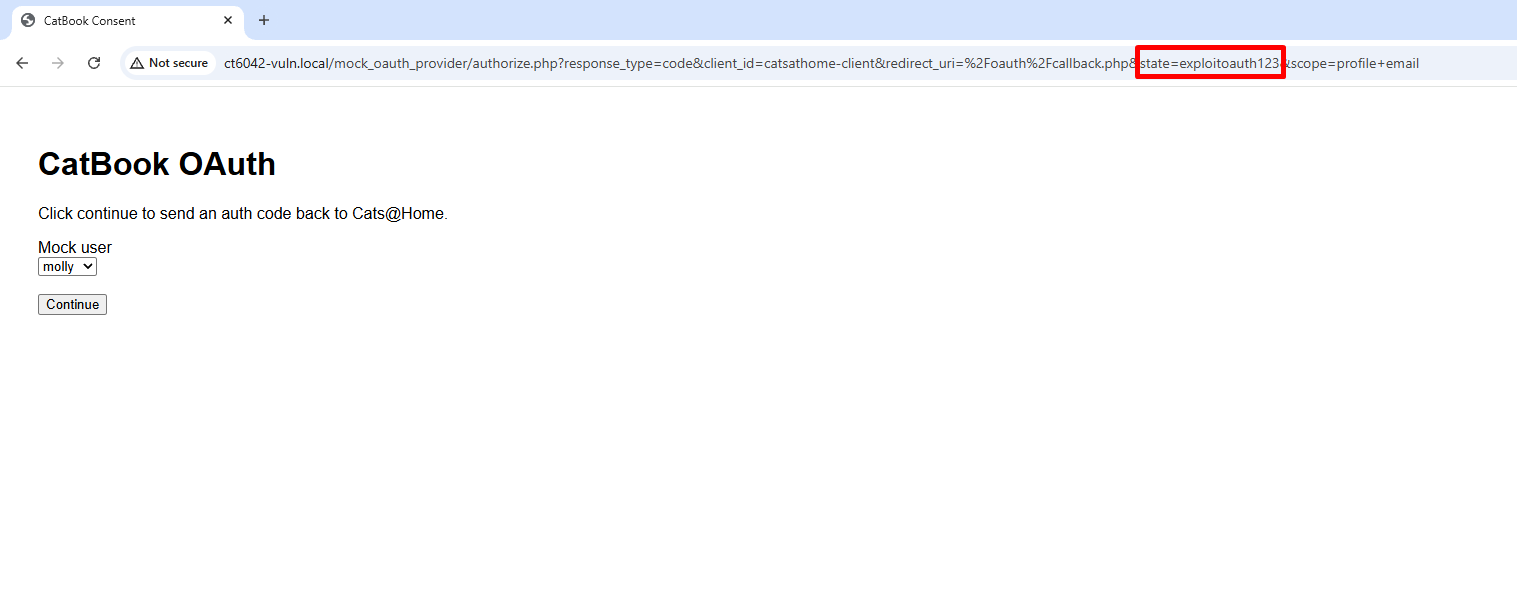 CatBook Consent
Not secure
ct6042-vuln.local/mock_oauth_provider/authorize.php?response_type=code&client_id=catsathome-client&redirect_uri=%2Foauth%2Fcallback.php&state=exploitoauth123&scope=profile+email
CatBook OAuth
Click continue to send an auth code back to Cats@Home.
Mock user
molly
Continue